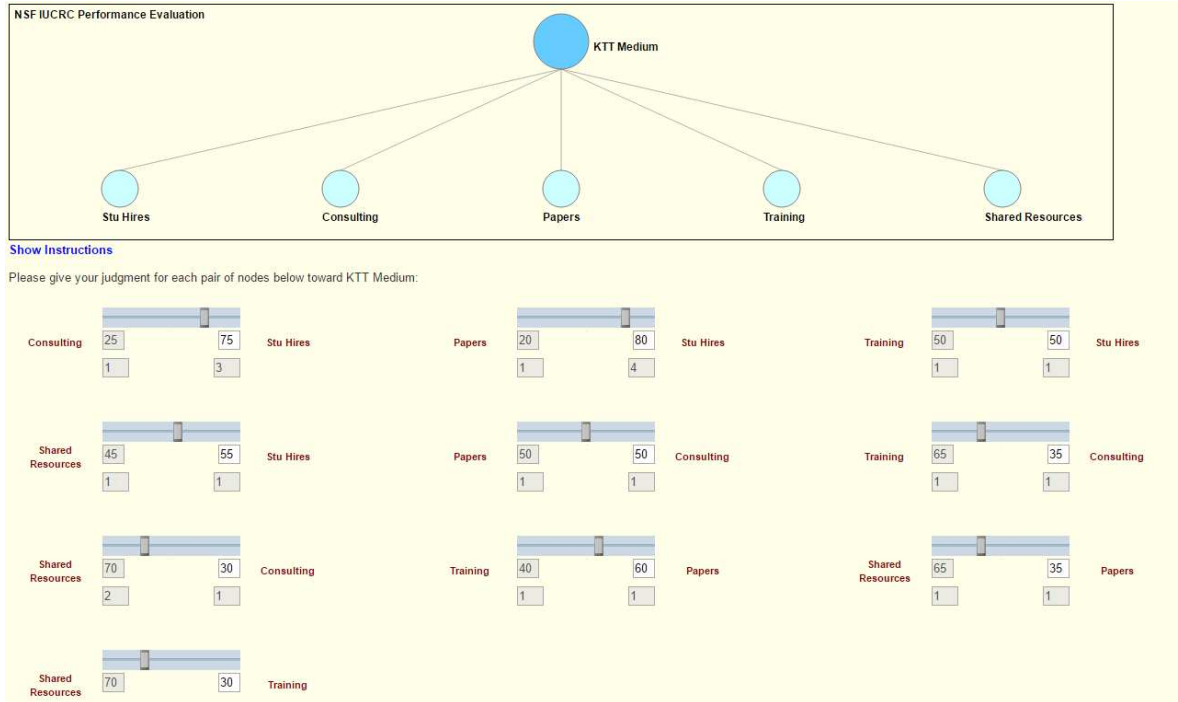 NSF IUCRC Performance Evaluation
KTT Medium
Stu Hires
Consulting
Papers
Training
Shared Resources
Show Instructions
Please give your judgment for each pair of nodes below toward KTT Medium:
Consulting 25 75 Stu Hires
1 3
Papers 20 80 Stu Hires
1 4
Training 50 50 Stu Hires
1 1
Shared
Resources
45 55 Stu Hires
1 1
Papers 50 50 Consulting
1 1
Training 65 35 Consulting
1 1
Shared
Resources
70 30 Consulting
2 1
Training 40 60 Papers
1 1
Shared
Resources
65 35 Papers
1 1
Shared
Resources
70 30 Training